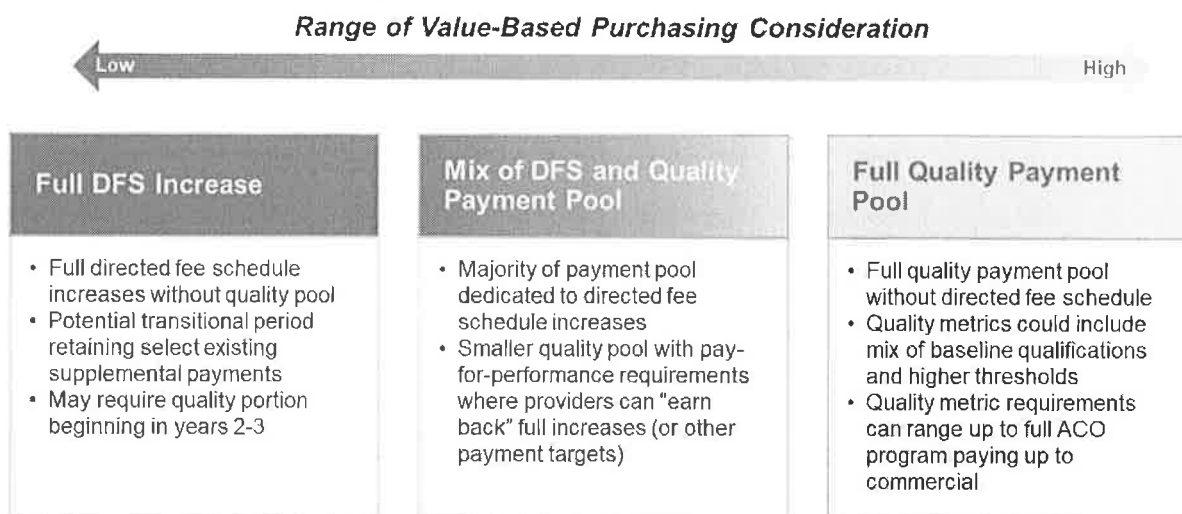 Range of Value-Based Purchasing Consideration
Low
High
Full DFS Increase
• Full directed fee schedule
increases without quality pool
• Potential transitional period
retaining select existing
supplemental payments
• May require quality portion
beginning in years 2-3
Mix of DFS and Quality
Payment Pool
• Majority of payment pool
dedicated to directed fee
schedule increases
• Smaller quality pool with pay-
for-performance requirements
where providers can "earn
back" full increases (or other
payment targets)
Full Quality Payment
Pool
• Full quality payment pool
without directed fee schedule
• Quality metrics could include
mix of baseline qualifications
and higher thresholds
• Quality metric requirements
can range up to full ACO
program paying up to
commercial